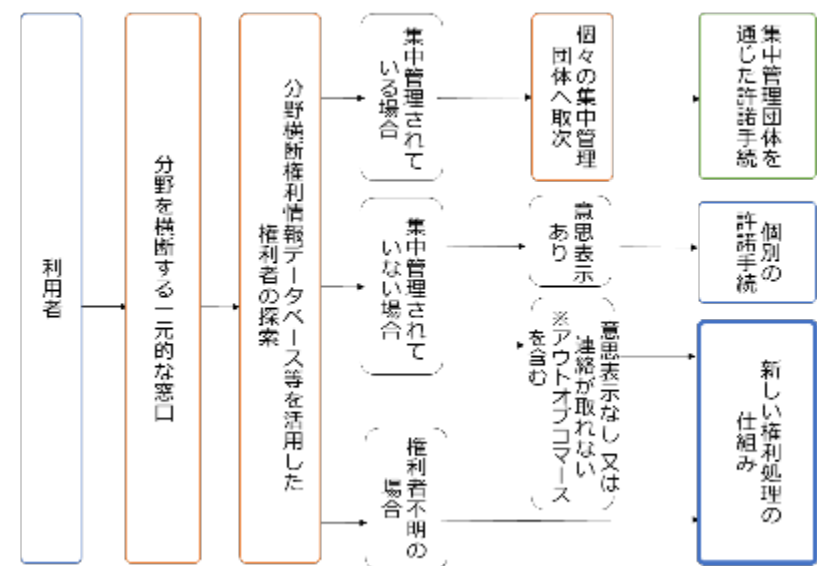 利用者
分野を横断する一元的な窓口
分野横断権利情報データベース等を活用した
権利者の探索
集中管理されて
いる場合
個々の集中管理
団体へ取次
集中管理団体を
通じた許諾手続
集中管理されて
いない場合
意思表示
あり
個別の
許諾手続
意思表示なし又は
連絡が取れない
※アウトオブコマース
を含む
権利者不明の
場合
新しい権利処理の
仕組み